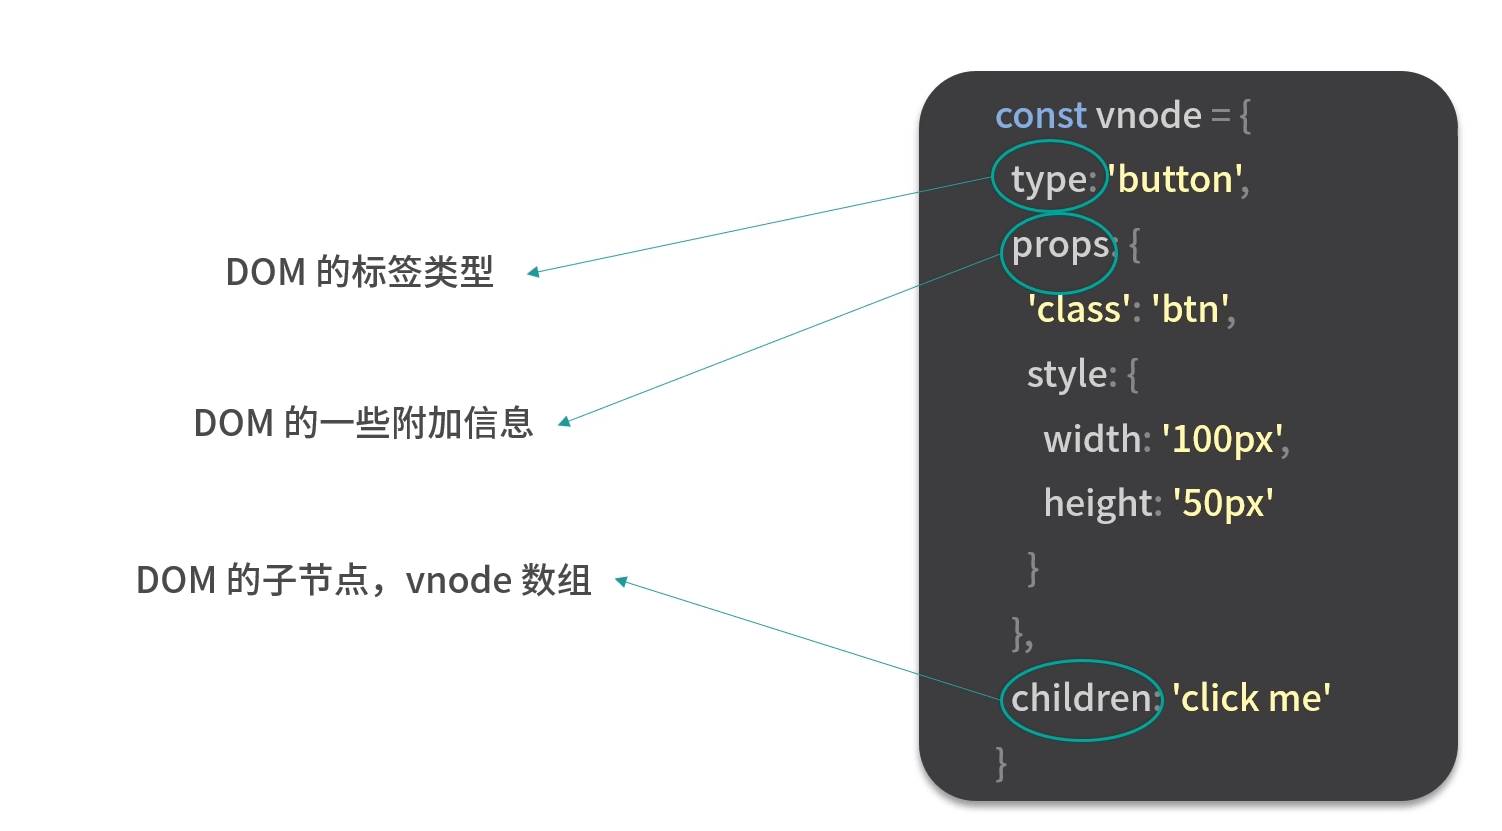 DOM 的标签类型
DOM 的一些附加信息
DOM 的子节点，vnode 数组
const vnode = {
type: 'button',
props: {
'class': 'btn',
style: {
width: '100px',
height: '50px'
}
},
children: 'click me'
}